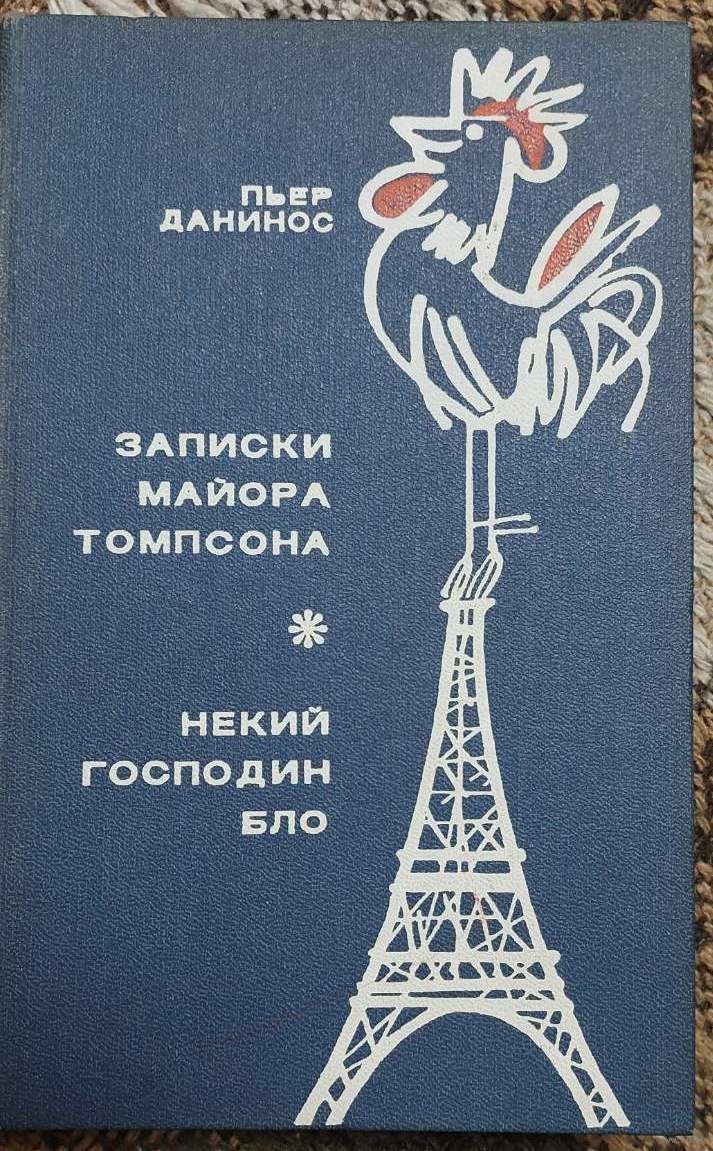 ПЬЕР
ДАНИНОС
ЗАПИСКИ
МАЙОРА
ТОМПСОНА
НЕКИЙ
ГОСПОДИН
БЛО